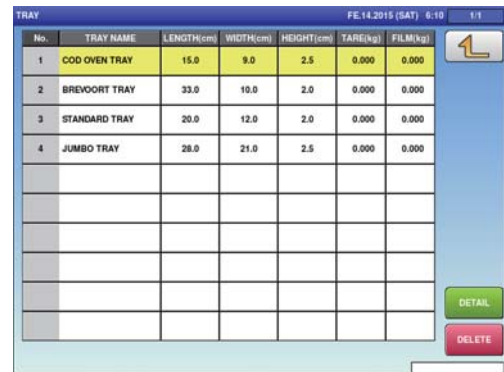 TRAY FE.14.2015 (SAT) 6:10 1/1
No. TRAY NAME LENGTH(cm) WIDTH(cm) HEIGHT(cm) TARE(kg) FILM(kg)
1 COD OVEN TRAY 15.0 9.0 2.5 0.000 0.000
2 BREVOORT TRAY 33.0 10.0 2.0 0.000 0.000
3 STANDARD TRAY 20.0 12.0 2.0 0.000 0.000
4 JUMBO TRAY 28.0 21.0 2.5 0.000 0.000
DETAIL
DELETE